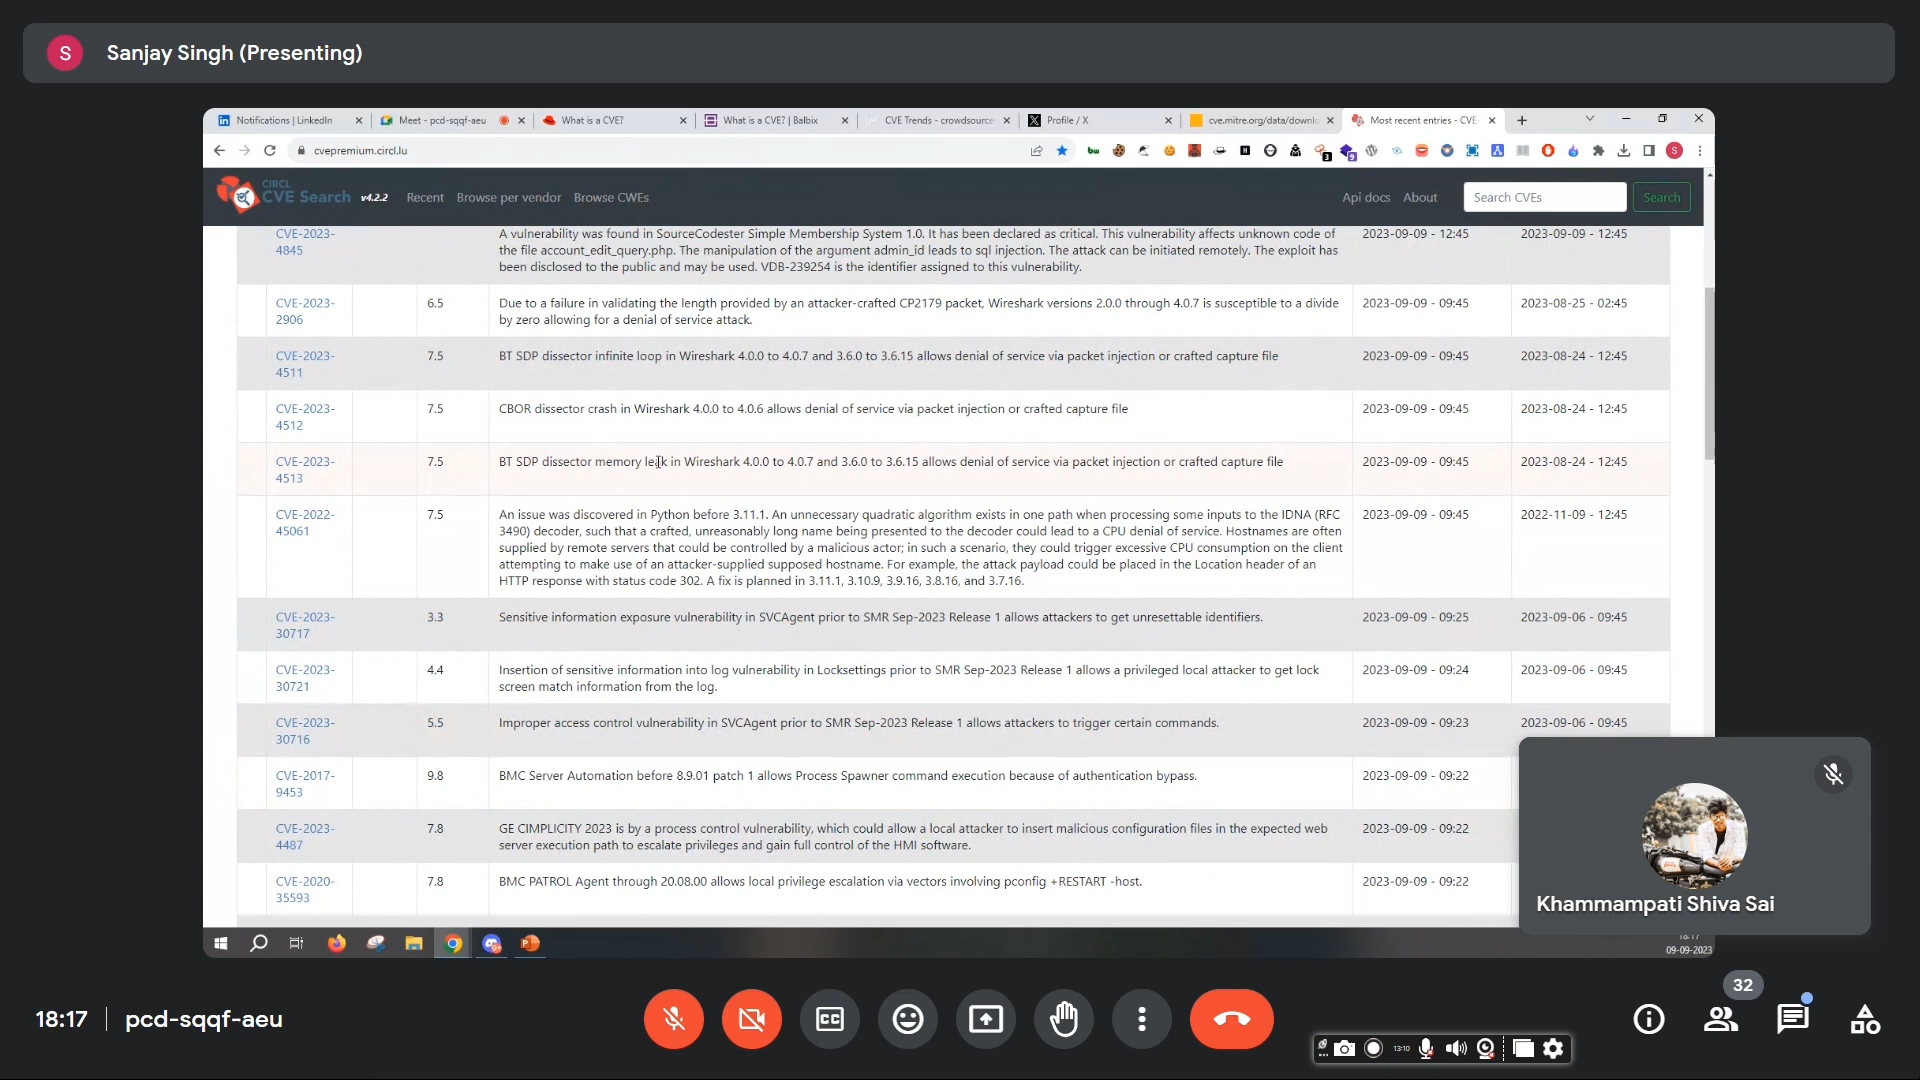 S
Sanjay Singh (Presenting)
Notifications | LinkedIn
Meet - pcd-sqqf-aeu
What is a CVE?
What is a CVE? | Balbix
CVE Trends - crowdsource
Profile / X
cve.mitre.org/data/downl
Most recent entries - CVE-
cvepremium.circl.lu
CIRCL
CVE Search v4.2.2
Recent
Browse per vendor
Browse CWEs
Api docs
About
Search CVEs
Search
CVE-2023-
4845
A vulnerability was found in SourceCodester Simple Membership System 1.0. It has been declared as critical. This vulnerability affects unknown code of
the file account_edit_query.php. The manipulation of the argument admin_id leads to sql injection. The attack can be initiated remotely. The exploit has
been disclosed to the public and may be used. VDB-239254 is the identifier assigned to this vulnerability.
2023-09-09 - 12:45
2023-09-09 - 12:45
CVE-2023-
2906
6.5
Due to a failure in validating the length provided by an attacker-crafted CP2179 packet, Wireshark versions 2.0.0 through 4.0.7 is susceptible to a divide
by zero allowing for a denial of service attack.
2023-09-09 - 09:45
2023-08-25 - 02:45
CVE-2023-
4511
7.5
BT SDP dissector infinite loop in Wireshark 4.0.0 to 4.0.7 and 3.6.0 to 3.6.15 allows denial of service via packet injection or crafted capture file
2023-09-09 - 09:45
2023-08-24 - 12:45
CVE-2023-
4512
7.5
CBOR dissector crash in Wireshark 4.0.0 to 4.0.6 allows denial of service via packet injection or crafted capture file
2023-09-09 - 09:45
2023-08-24 - 12:45
CVE-2023-
4513
7.5
BT SDP dissector memory leak in Wireshark 4.0.0 to 4.0.7 and 3.6.0 to 3.6.15 allows denial of service via packet injection or crafted capture file
2023-09-09 - 09:45
2023-08-24 - 12:45
CVE-2022-
45061
7.5
An issue was discovered in Python before 3.11.1. An unnecessary quadratic algorithm exists in one path when processing some inputs to the IDNA (RFC
3490) decoder, such that a crafted, unreasonably long name being presented to the decoder could lead to a CPU denial of service. Hostnames are often
supplied by remote servers that could be controlled by a malicious actor; in such a scenario, they could trigger excessive CPU consumption on the client
attempting to make use of an attacker-supplied supposed hostname. For example, the attack payload could be placed in the Location header of an
HTTP response with status code 302. A fix is planned in 3.11.1, 3.10.9, 3.9.16, 3.8.16, and 3.7.16.
2023-09-09 - 09:45
2022-11-09 - 12:45
CVE-2023-
30717
3.3
Sensitive information exposure vulnerability in SVCAgent prior to SMR Sep-2023 Release 1 allows attackers to get unresettable identifiers.
2023-09-09 - 09:25
2023-09-06 - 09:45
CVE-2023-
30721
4.4
Insertion of sensitive information into log vulnerability in Locksettings prior to SMR Sep-2023 Release 1 allows a privileged local attacker to get lock
screen match information from the log.
2023-09-09 - 09:24
2023-09-06 - 09:45
CVE-2023-
30716
5.5
Improper access control vulnerability in SVCAgent prior to SMR Sep-2023 Release 1 allows attackers to trigger certain commands.
2023-09-09 - 09:23
2023-09-06 - 09:45
CVE-2017-
9453
9.8
BMC Server Automation before 8.9.01 patch 1 allows Process Spawner command execution because of authentication bypass.
2023-09-09 - 09:22
CVE-2023-
4487
7.8
GE CIMPLICITY 2023 is by a process control vulnerability, which could allow a local attacker to insert malicious configuration files in the expected web
server execution path to escalate privileges and gain full control of the HMI software.
2023-09-09 - 09:22
CVE-2020-
35593
7.8
BMC PATROL Agent through 20.08.00 allows local privilege escalation via vectors involving pconfig +RESTART -host.
2023-09-09 - 09:22
Khammampati Shiva Sai
18:17
09-09-2023
18:17
pcd-sqqf-aeu
CC
32
13:10